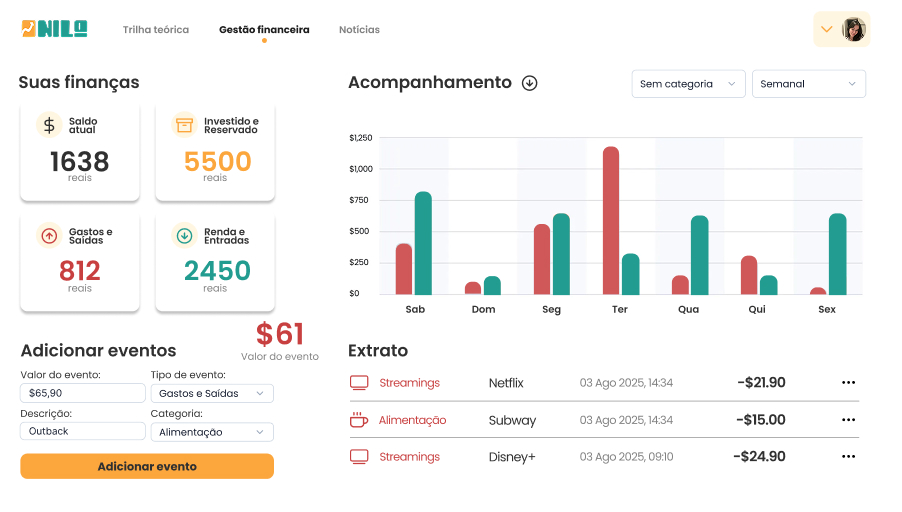 NILO
Trilha teórica
Gestão financeira
Notícias
Suas finanças
Saldo
atual
1638
reais
Investido e
Reservado
5500
reais
Gastos e
Saídas
812
reais
Renda e
Entradas
2450
reais
Adicionar eventos
$61
Valor do evento
Valor do evento:
Tipo de evento:
$65,90
Gastos e Saídas
Descrição:
Categoria:
Outback
Alimentação
Adicionar evento
Acompanhamento
Sem categoria
Semanal
$1,250
$1,000
$750
$500
$250
$0
Sab
Dom
Seg
Ter
Qua
Qui
Sex
Extrato
Streamings
Netflix
03 Ago 2025, 14:34
-$21.90
Alimentação
Subway
03 Ago 2025, 14:34
-$15.00
Streamings
Disney+
03 Ago 2025, 09:10
-$24.90